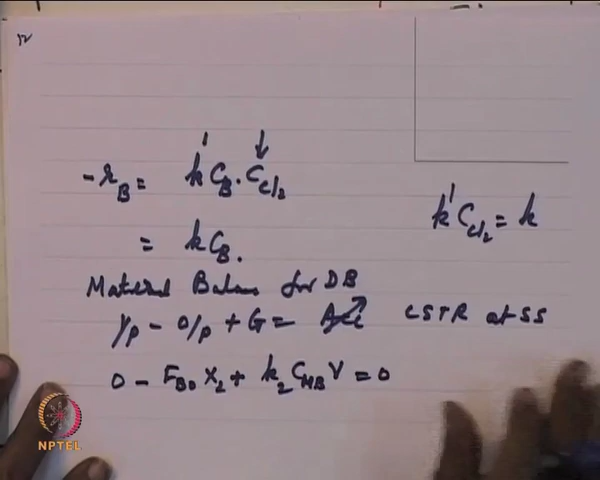 -r_B = k' C_B . C_Cl2
k' C_Cl2 = k
= k C_B .
Material Balance for DB
I/p - O/p + G = Acc CSTR at SS
0 - F_B0 X_2 + k_2 C_MB V = 0
NPTEL